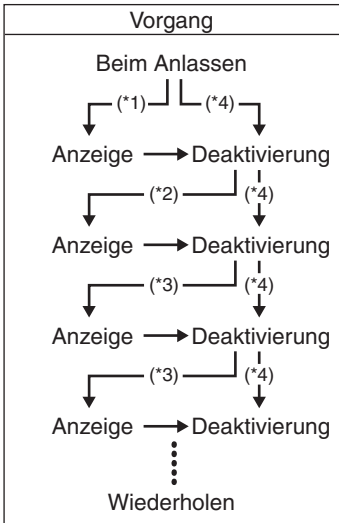 Vorgang
Beim Anlassen
(*1) (*4)
Anzeige Deaktivierung
(*2) (*4)
Anzeige Deaktivierung
(*3) (*4)
Anzeige Deaktivierung
(*3) (*4)
Anzeige Deaktivierung
Wiederholen